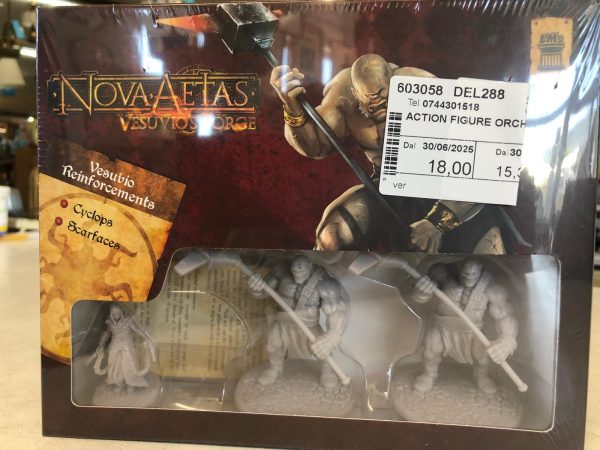 603058 DEL288
Tel 0744301518
ACTION FIGURE ORCH
Dal 30/06/2025 Dal 30
18,00 15,
ver
NOVA AETAS
VESUVIO'S FORGE
Vesubio
Reinforcements
Cyclops
Scarfaces